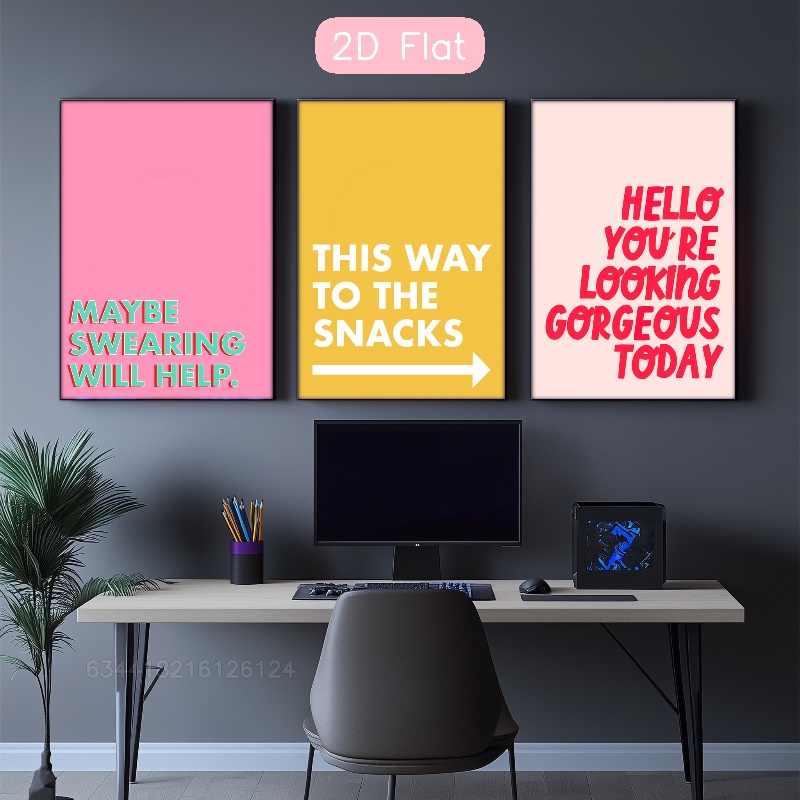 2D Flat
MAYBE
SWEARING
WILL HELP.
THIS WAY
TO THE
SNACKS
HELLO
YOU'RE
LOOKING
GORGEOUS
TODAY